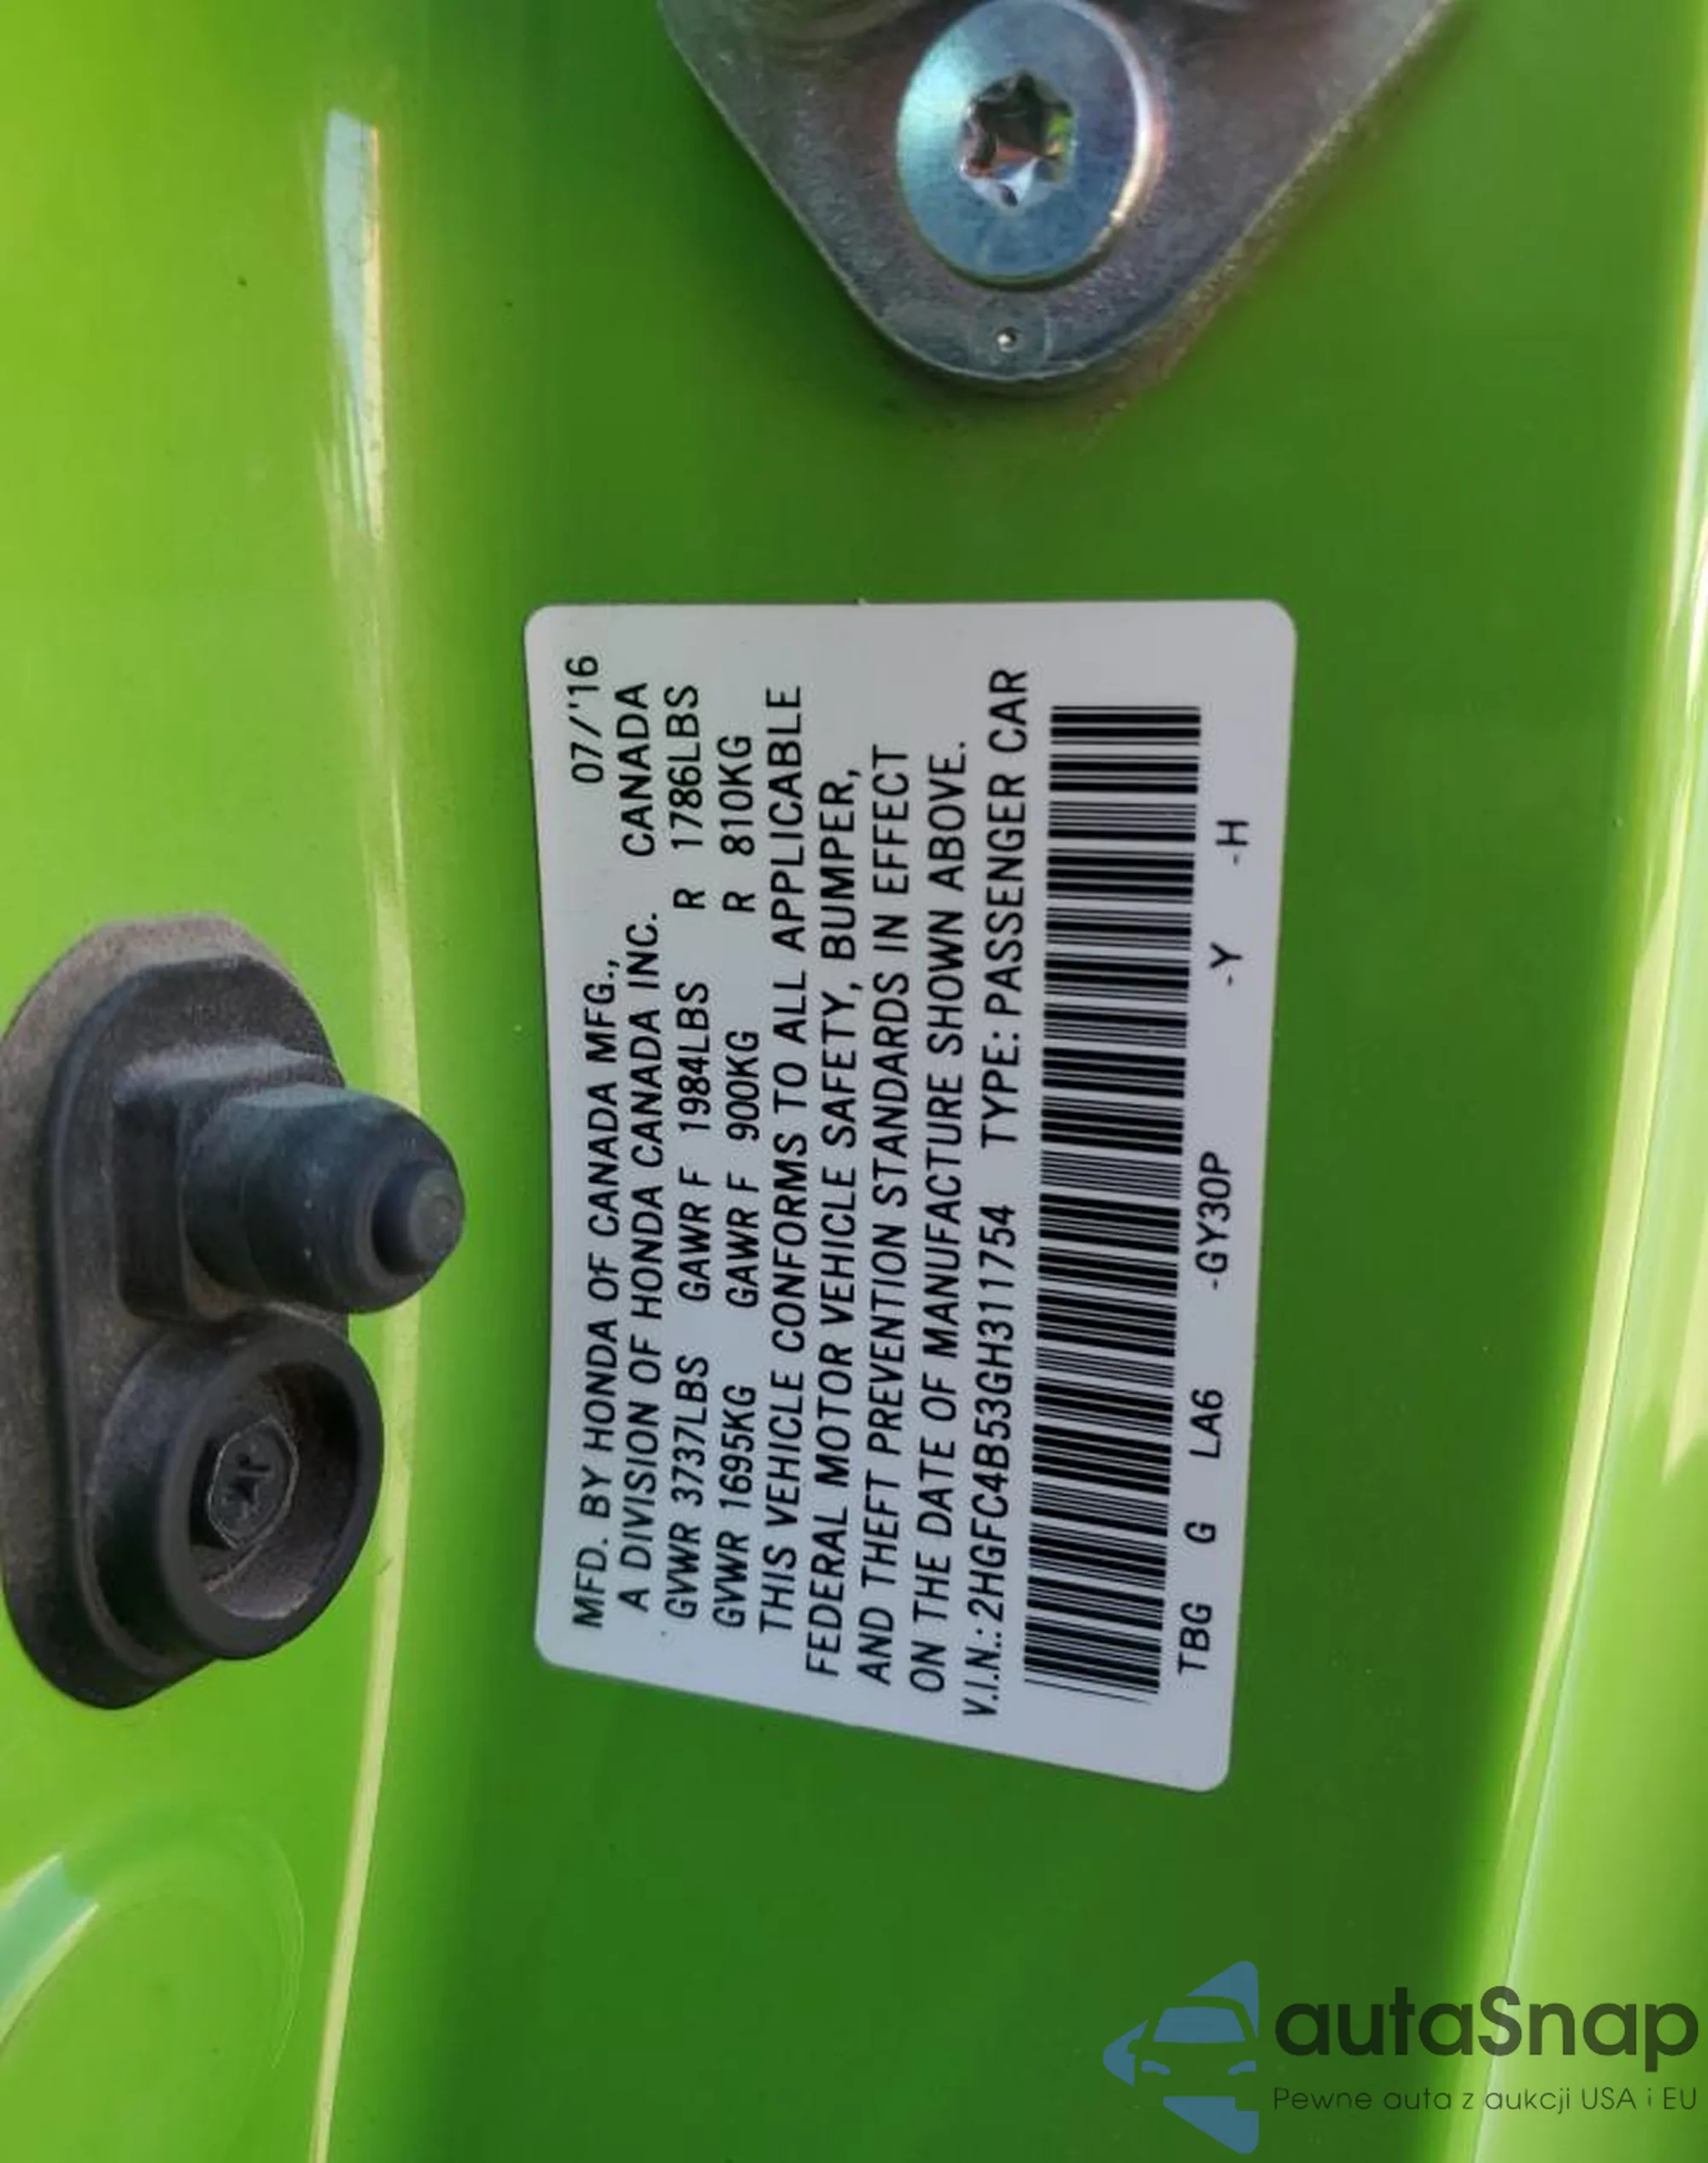 MFD. BY HONDA OF CANADA MFG., 07/'16
A DIVISION OF HONDA CANADA INC. CANADA
GVWR 3737LBS GAWR F 1984LBS R 1786LBS
GVWR 1695KG GAWR F 900KG R 810KG
THIS VEHICLE CONFORMS TO ALL APPLICABLE
FEDERAL MOTOR VEHICLE SAFETY, BUMPER,
AND THEFT PREVENTION STANDARDS IN EFFECT
ON THE DATE OF MANUFACTURE SHOWN ABOVE.
V.I.N.: 2HGFC4B53GH311754 TYPE: PASSENGER CAR
TBG G LA6 -GY30P -Y -H
autaSnap
Pewne auta z aukcji USA i EU